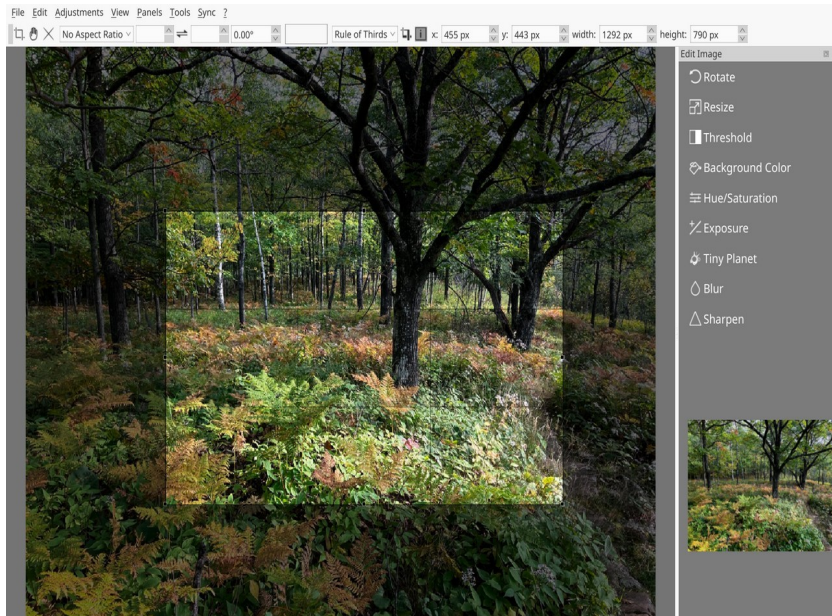 File Edit Adjustments View Panels Tools Sync ?
No Aspect Ratio 0.00° Rule of Thirds x: 455 px y: 443 px width: 1292 px height: 790 px
Edit Image
Rotate
Resize
Threshold
Background Color
Hue/Saturation
Exposure
Tiny Planet
Blur
Sharpen